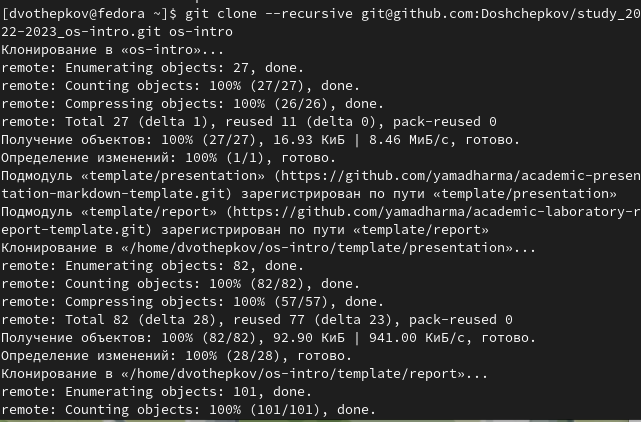 [dvothepkov@fedora ~]$ git clone --recursive git@github.com:Doshchepkov/study_20
22-2023_os-intro.git os-intro
Клонирование в «os-intro»...
remote: Enumerating objects: 27, done.
remote: Counting objects: 100% (27/27), done.
remote: Compressing objects: 100% (26/26), done.
remote: Total 27 (delta 1), reused 11 (delta 0), pack-reused 0
Получение объектов: 100% (27/27), 16.93 КиБ | 8.46 МиБ/с, готово.
Определение изменений: 100% (1/1), готово.
Подмодуль «template/presentation» (https://github.com/yamadharma/academic-presen
tation-markdown-template.git) зарегистрирован по пути «template/presentation»
Подмодуль «template/report» (https://github.com/yamadharma/academic-laboratory-r
eport-template.git) зарегистрирован по пути «template/report»
Клонирование в «/home/dvothepkov/os-intro/template/presentation»...
remote: Enumerating objects: 82, done.
remote: Counting objects: 100% (82/82), done.
remote: Compressing objects: 100% (57/57), done.
remote: Total 82 (delta 28), reused 77 (delta 23), pack-reused 0
Получение объектов: 100% (82/82), 92.90 КиБ | 941.00 КиБ/с, готово.
Определение изменений: 100% (28/28), готово.
Клонирование в «/home/dvothepkov/os-intro/template/report»...
remote: Enumerating objects: 101, done.
remote: Counting objects: 100% (101/101), done.